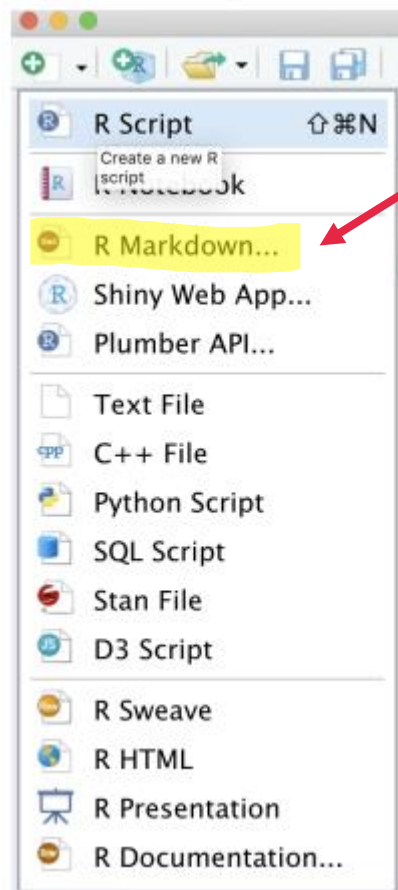 R Script ⇧⌘N
Create a new R
script
R Notebook
R Markdown...
Shiny Web App...
Plumber API...
Text File
C++ File
Python Script
SQL Script
Stan File
D3 Script
R Sweave
R HTML
R Presentation
R Documentation...